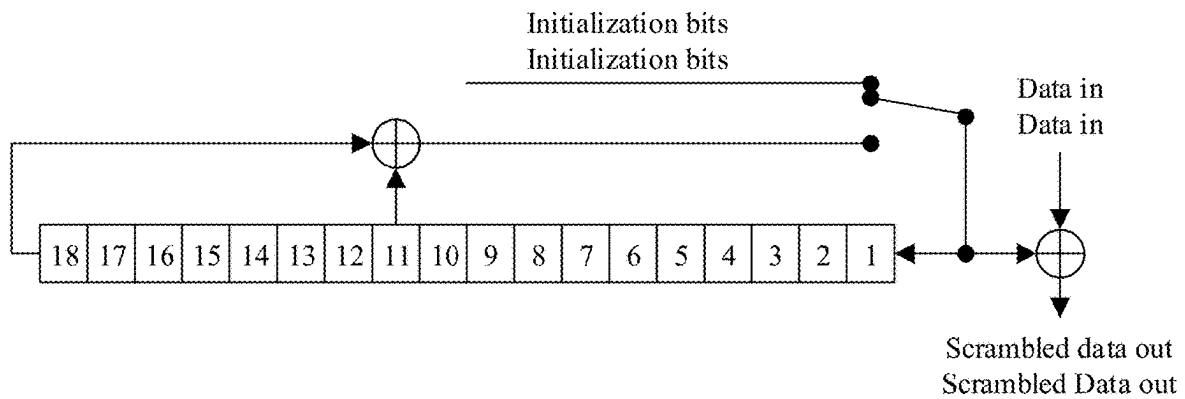 Initialization bits
Initialization bits
Data in
Data in
18 17 16 15 14 13 12 11 10 9 8 7 6 5 4 3 2 1
Scrambled data out
Scrambled Data out